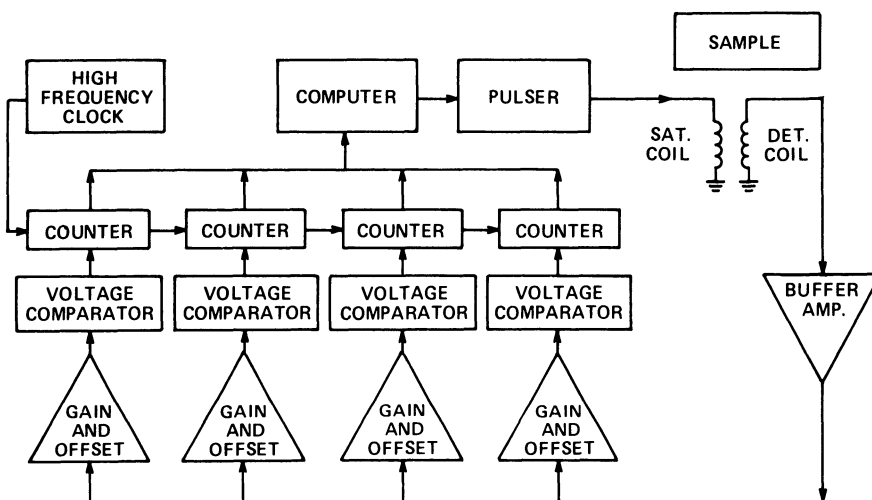 SAMPLE
HIGH
FREQUENCY
CLOCK
COMPUTER
PULSER
SAT.
COIL
DET.
COIL
COUNTER
COUNTER
COUNTER
COUNTER
VOLTAGE
COMPARATOR
VOLTAGE
COMPARATOR
VOLTAGE
COMPARATOR
VOLTAGE
COMPARATOR
BUFFER
AMP.
GAIN
AND
OFFSET
GAIN
AND
OFFSET
GAIN
AND
OFFSET
GAIN
AND
OFFSET